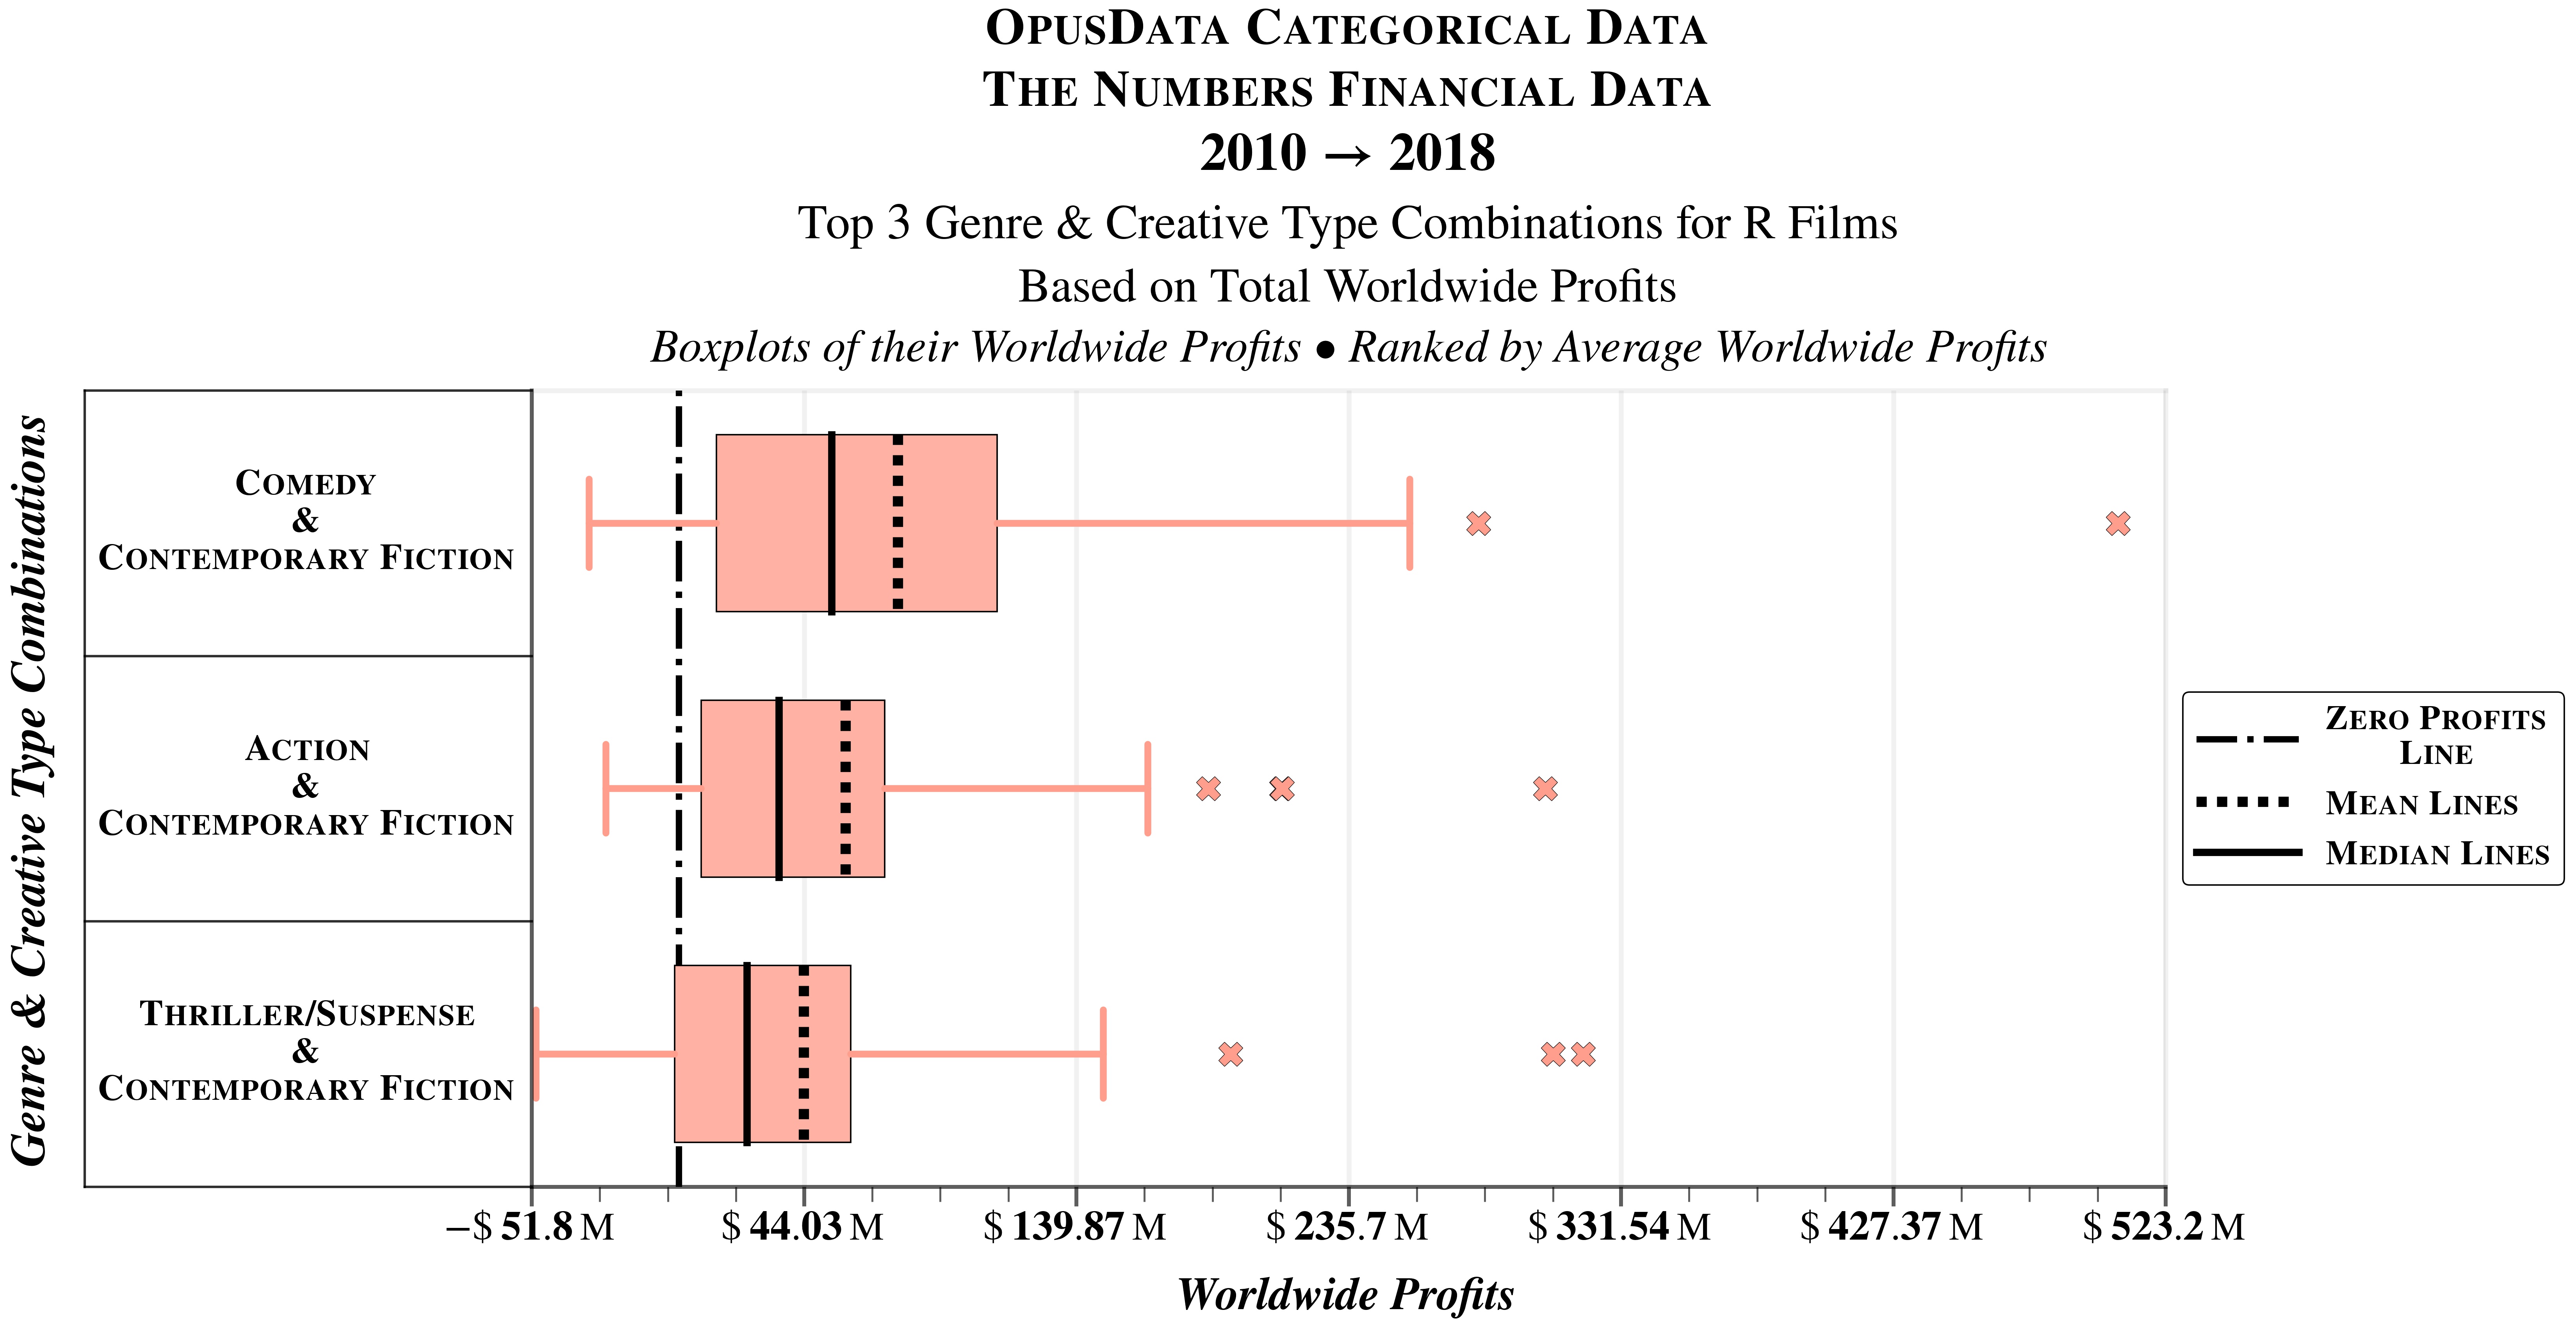 OpusData Categorical Data
The Numbers Financial Data
2010 → 2018
Top 3 Genre & Creative Type Combinations for R Films
Based on Total Worldwide Profits
Boxplots of their Worldwide Profits • Ranked by Average Worldwide Profits
Genre & Creative Type Combinations
Comedy
&
Contemporary Fiction
Action
&
Contemporary Fiction
Thriller/Suspense
&
Contemporary Fiction
Zero Profits
Line
Mean Lines
Median Lines
−$ 51.8 M $ 44.03 M $ 139.87 M $ 235.7 M $ 331.54 M $ 427.37 M $ 523.2 M
Worldwide Profits